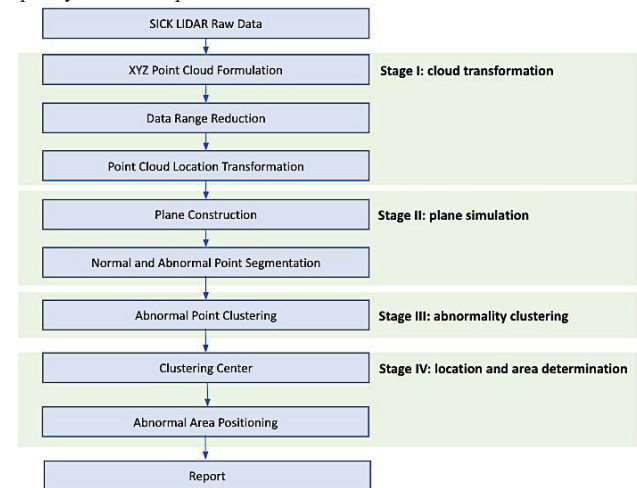 SICK LIDAR Raw Data
XYZ Point Cloud Formulation
Stage I: cloud transformation
Data Range Reduction
Point Cloud Location Transformation
Plane Construction
Stage II: plane simulation
Normal and Abnormal Point Segmentation
Abnormal Point Clustering
Stage III: abnormality clustering
Clustering Center
Stage IV: location and area determination
Abnormal Area Positioning
Report